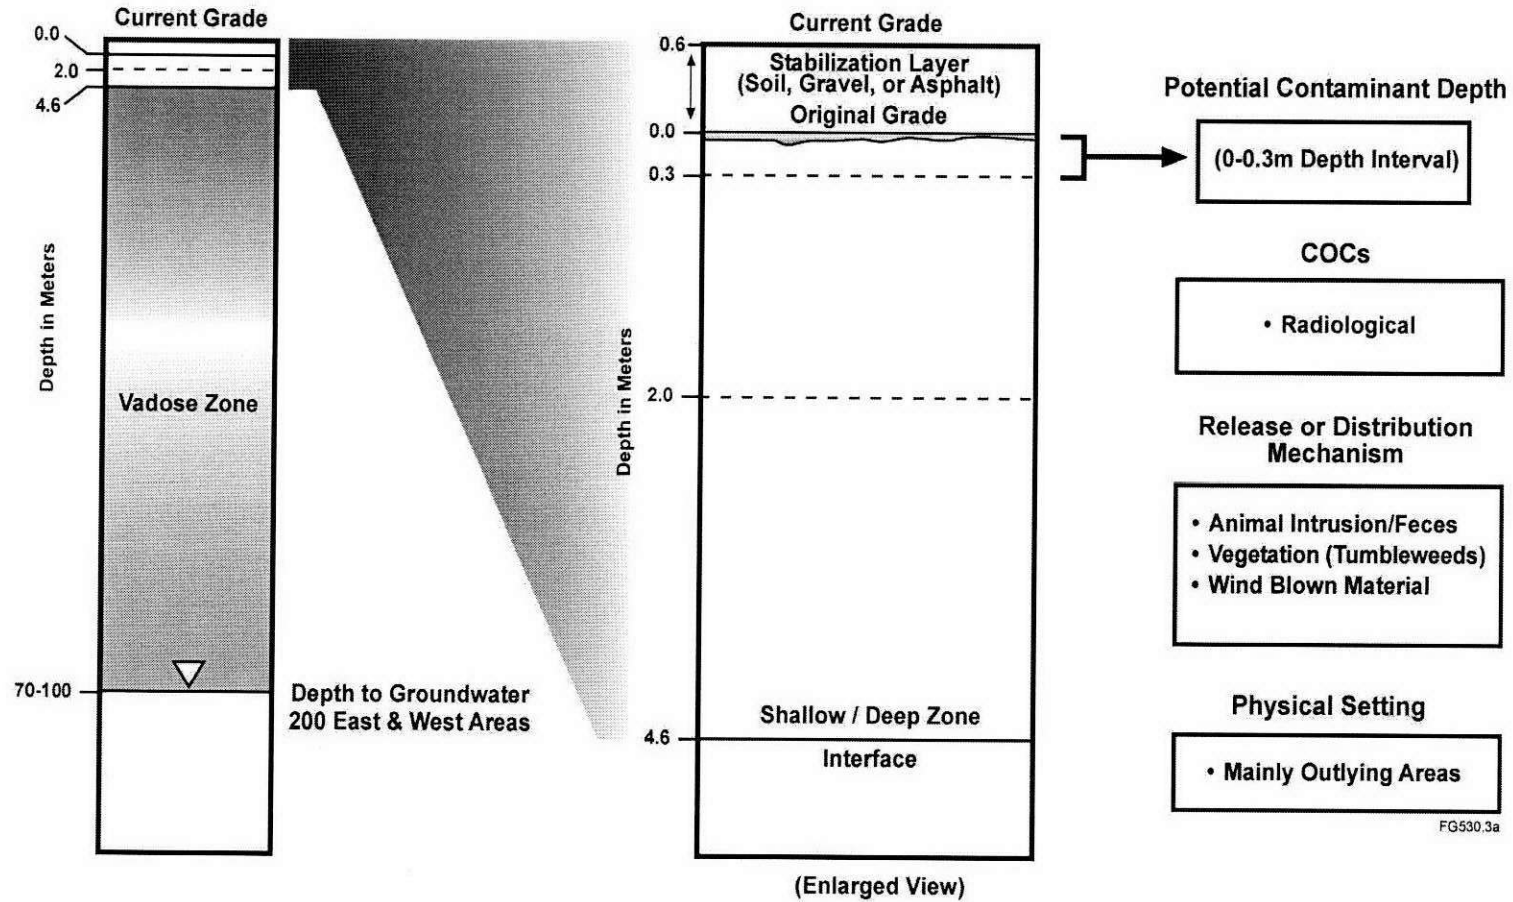 Current Grade
0.0
2.0
4.6
Depth in Meters
Vadose Zone
70-100
Depth to Groundwater
200 East & West Areas
Current Grade
0.6
Stabilization Layer
(Soil, Gravel, or Asphalt)
Original Grade
0.0
0.3
2.0
Depth in Meters
Shallow / Deep Zone
4.6
Interface
(Enlarged View)
Potential Contaminant Depth
(0-0.3m Depth Interval)
COCs
• Radiological
Release or Distribution
Mechanism
• Animal Intrusion/Feces
• Vegetation (Tumbleweeds)
• Wind Blown Material
Physical Setting
• Mainly Outlying Areas
FG530.3a